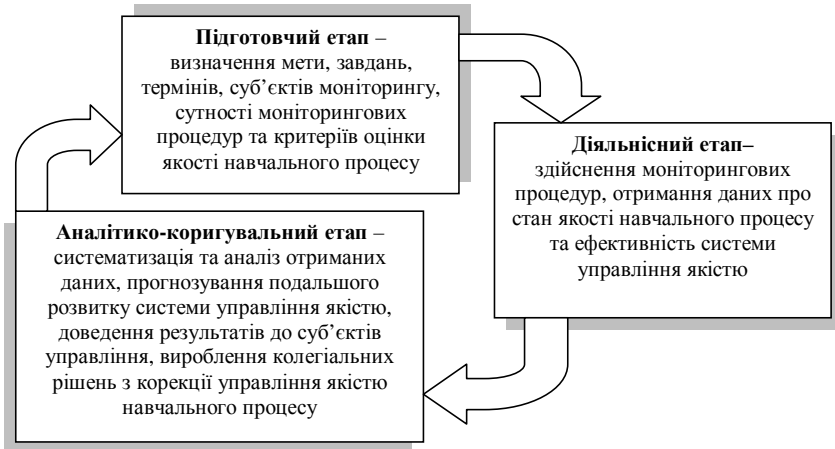 Підготовчий етап –
визначення мети, завдань,
термінів, суб’єктів моніторингу,
сутності моніторингових
процедур та критеріїв оцінки
якості навчального процесу
Діяльнісний етап–
здійснення моніторингових
процедур, отримання даних про
стан якості навчального процесу
та ефективність системи
управління якістю
Аналітико-коригувальний етап –
систематизація та аналіз отриманих
даних, прогнозування подальшого
розвитку системи управління якістю,
доведення результатів до суб’єктів
управління, вироблення колегіальних
рішень з корекції управління якістю
навчального процесу